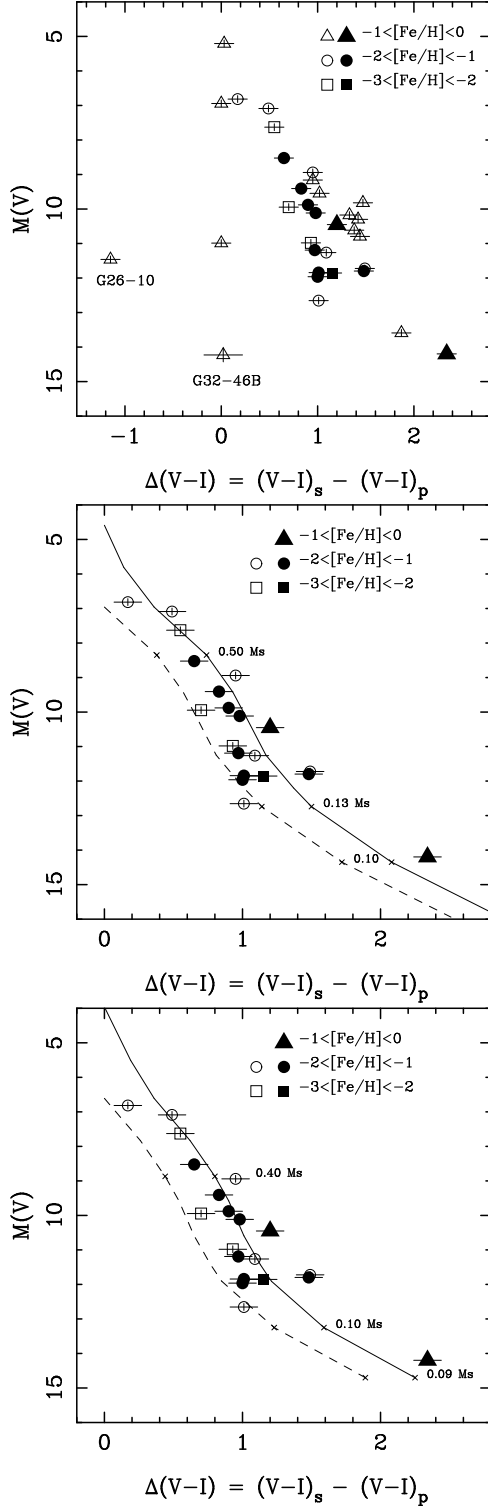 −1<[Fe/H]<0
−2<[Fe/H]<−1
−3<[Fe/H]<−2
5
10
15
M(V)
G26−10
G32−46B
−1 0 1 2
Δ(V−I) = (V−I)s − (V−I)p
−1<[Fe/H]<0
−2<[Fe/H]<−1
−3<[Fe/H]<−2
5
10
15
M(V)
0.50 Ms
0.13 Ms
0.10
0 1 2
Δ(V−I) = (V−I)s − (V−I)p
−1<[Fe/H]<0
−2<[Fe/H]<−1
−3<[Fe/H]<−2
5
10
15
M(V)
0.40 Ms
0.10 Ms
0.09 Ms
0 1 2
Δ(V−I) = (V−I)s − (V−I)p